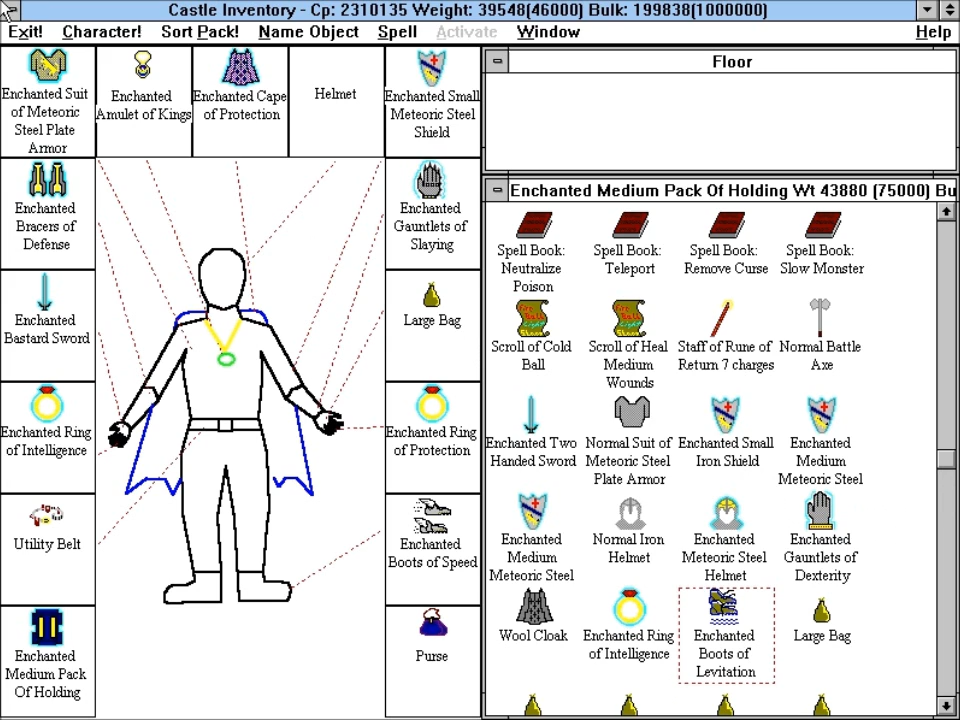 Castle Inventory - Cp: 2310135 Weight: 39548(46000) Bulk: 199838(1000000)
Exit! Character! Sort Pack! Name Object Spell Activate Window Help
Enchanted Suit
of Meteoric
Steel Plate
Armor
Enchanted
Amulet of Kings
Enchanted Cape
of Protection
Helmet
Enchanted Small
Meteoric Steel
Shield
Enchanted
Bracers of
Defense
Enchanted
Gauntlets of
Slaying
Enchanted
Bastard Sword
Large Bag
Enchanted Ring
of Intelligence
Enchanted Ring
of Protection
Utility Belt
Enchanted
Boots of Speed
Enchanted
Medium Pack
Of Holding
Purse
Floor
Enchanted Medium Pack Of Holding Wt 43880 (75000) Bu
Spell Book:
Neutralize
Poison
Spell Book:
Teleport
Spell Book:
Remove Curse
Spell Book:
Slow Monster
Scroll of Cold
Ball
Scroll of Heal
Medium
Wounds
Staff of Rune of
Return 7 charges
Normal Battle
Axe
Enchanted Two
Handed Sword
Normal Suit of
Meteoric Steel
Plate Armor
Enchanted Small
Iron Shield
Enchanted
Medium
Meteoric Steel
Enchanted
Medium
Meteoric Steel
Normal Iron
Helmet
Enchanted
Meteoric Steel
Helmet
Enchanted
Gauntlets of
Dexterity
Wool Cloak
Enchanted Ring
of Intelligence
Enchanted
Boots of
Levitation
Large Bag